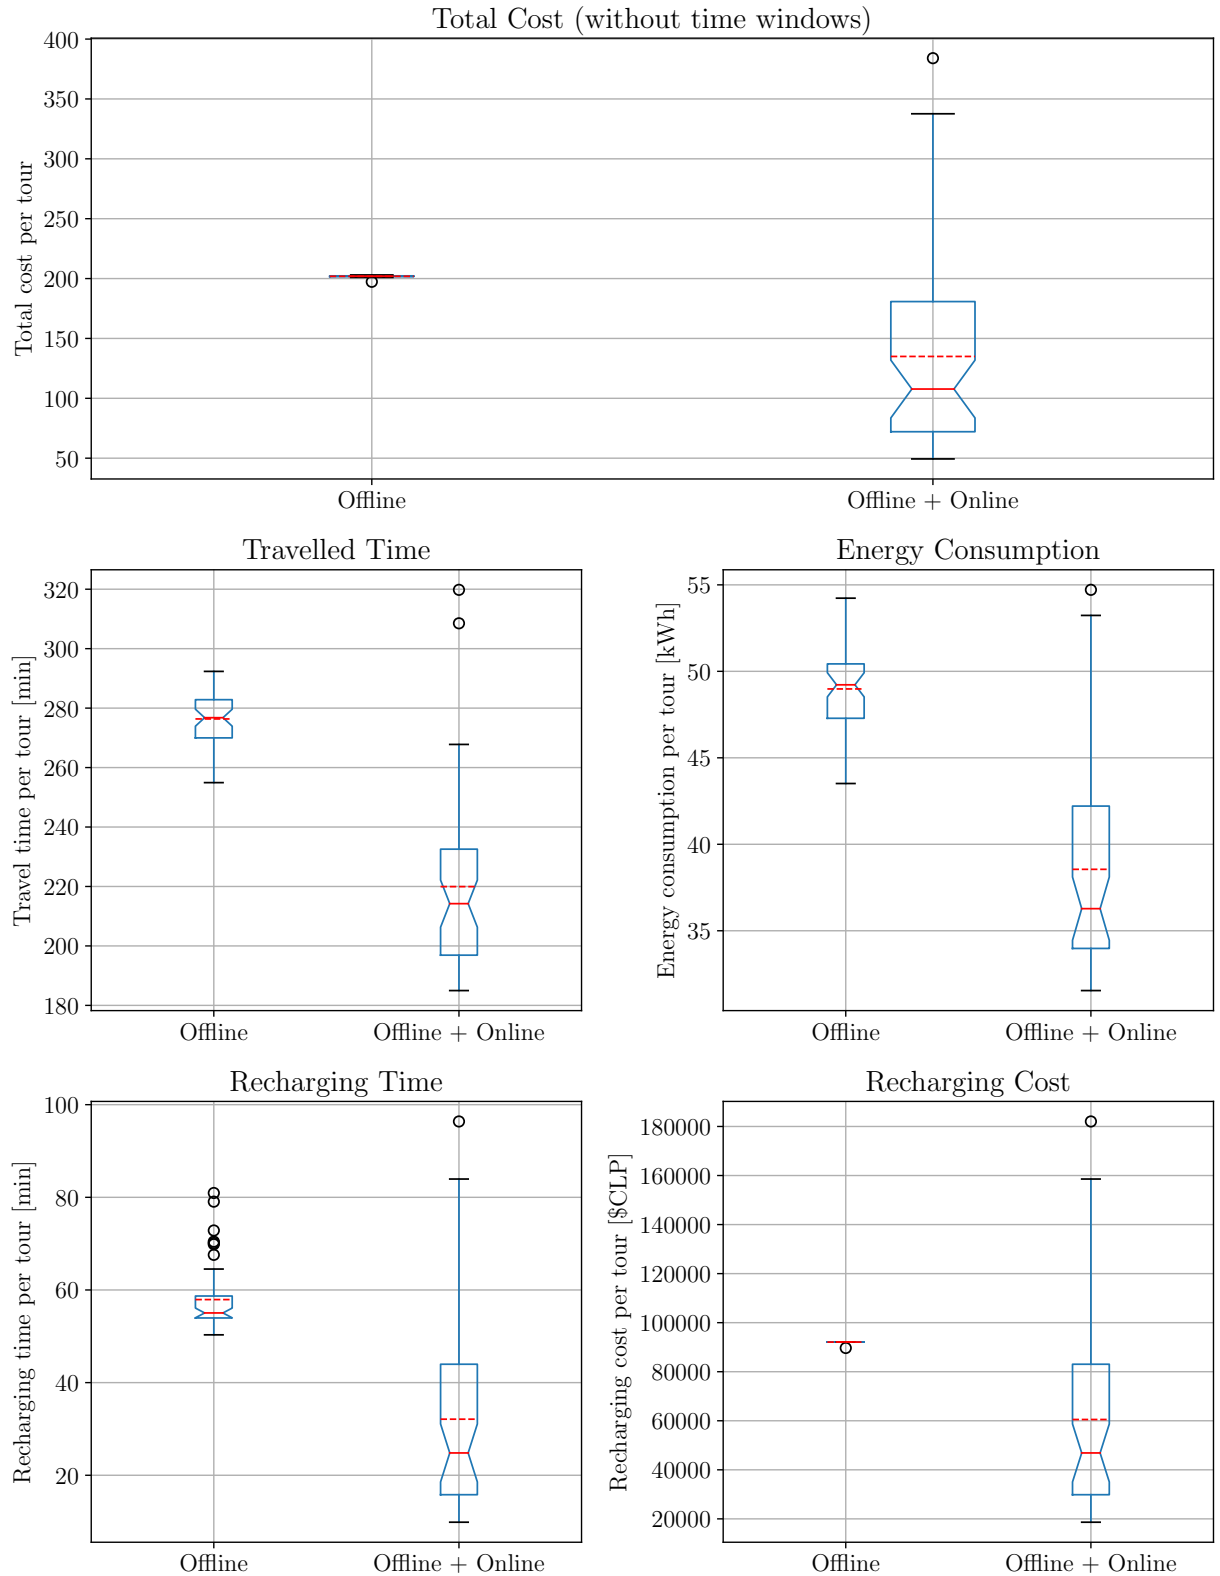 Total Cost (without time windows)
Total cost per tour
400
350
300
250
200
150
100
50
Offline
Offline + Online
Travelled Time
Travel time per tour [min]
320
300
280
260
240
220
200
180
Offline
Offline + Online
Energy Consumption
Energy consumption per tour [kWh]
55
50
45
40
35
Offline
Offline + Online
Recharging Time
Recharging time per tour [min]
100
80
60
40
20
Offline
Offline + Online
Recharging Cost
Recharging cost per tour [$CLP]
180000
160000
140000
120000
100000
80000
60000
40000
20000
Offline
Offline + Online